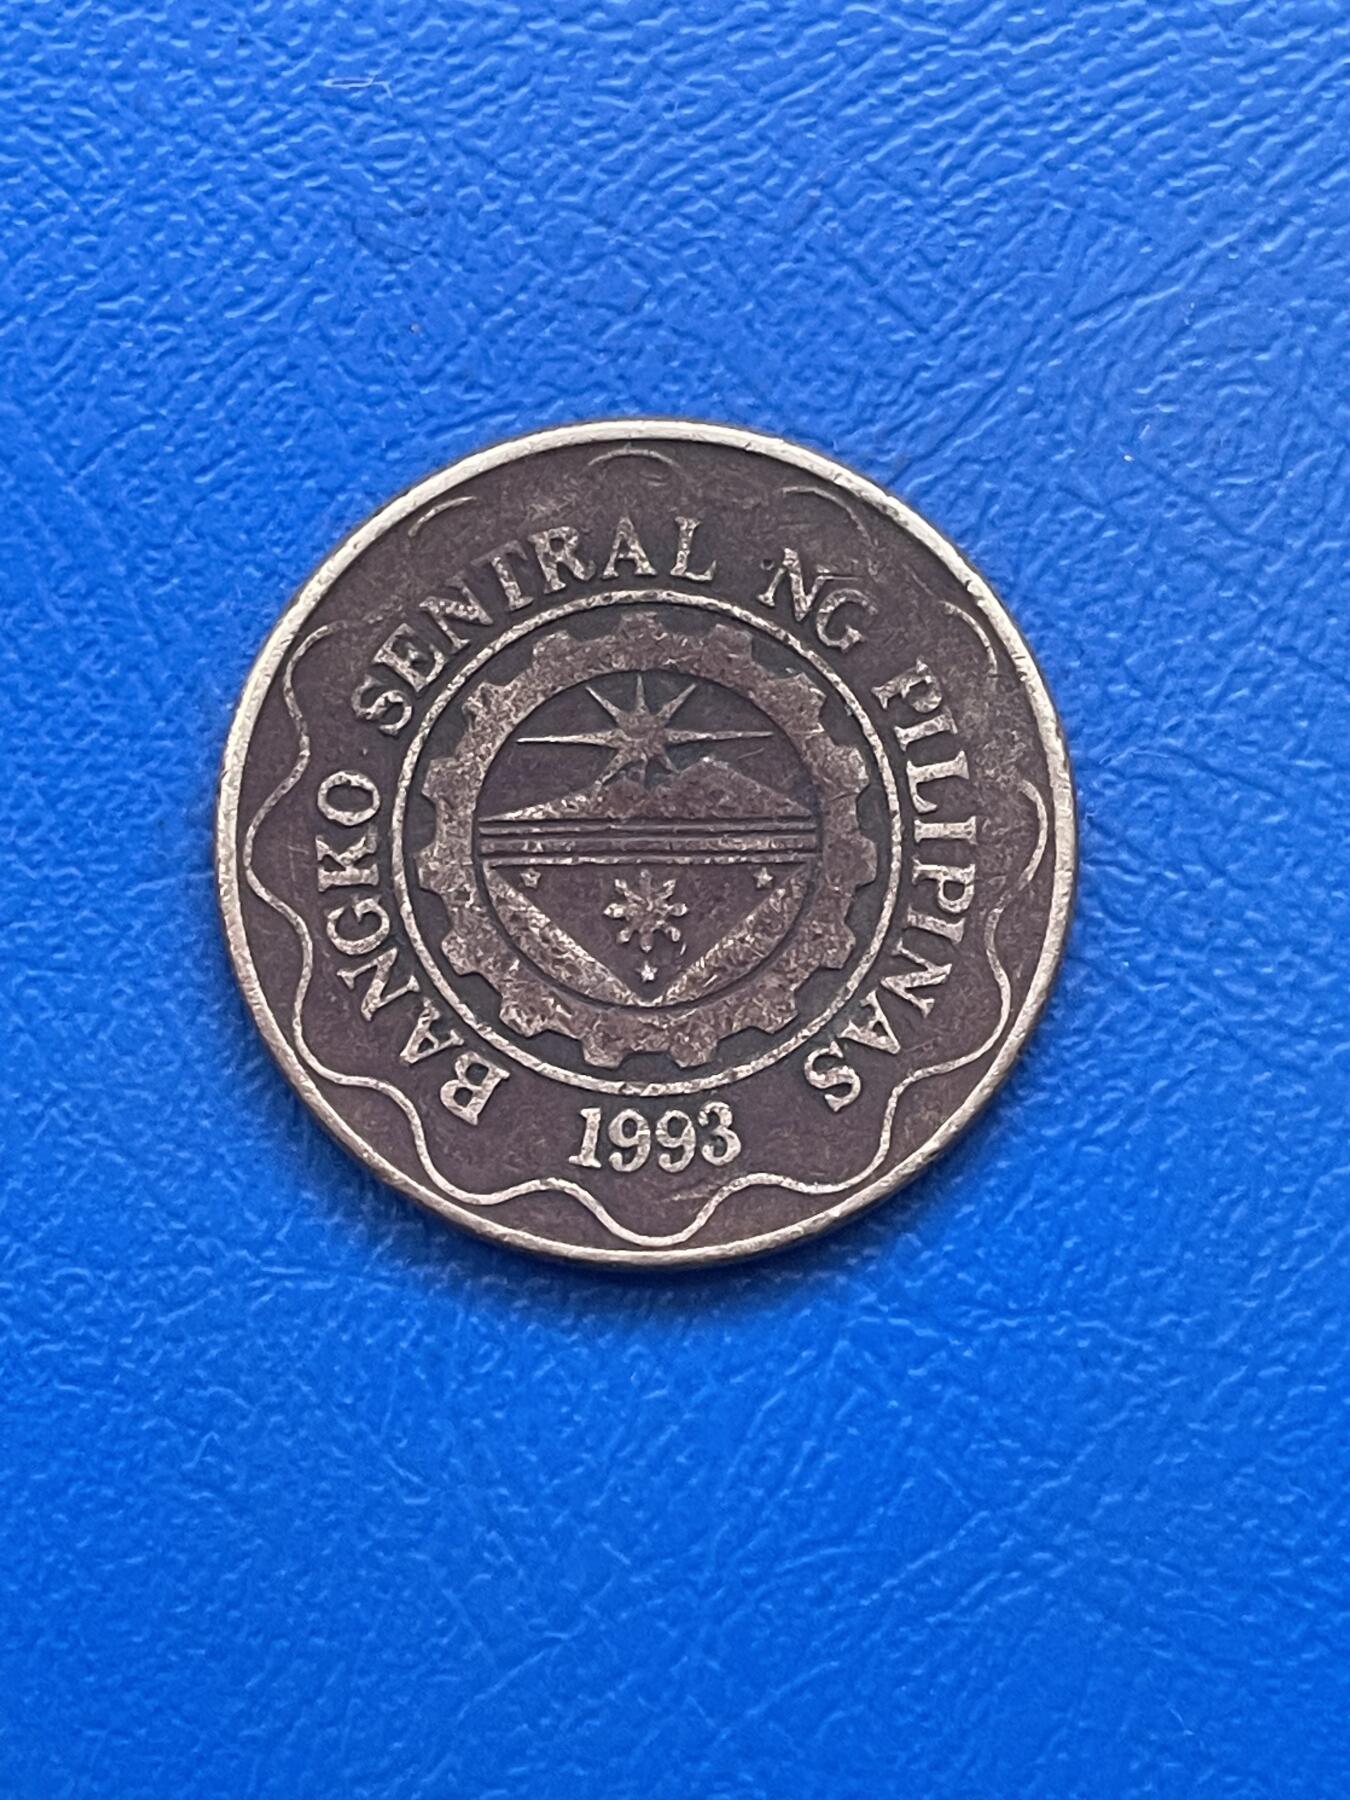 BANGKO SENTRAL NG PILIPINAS
1993